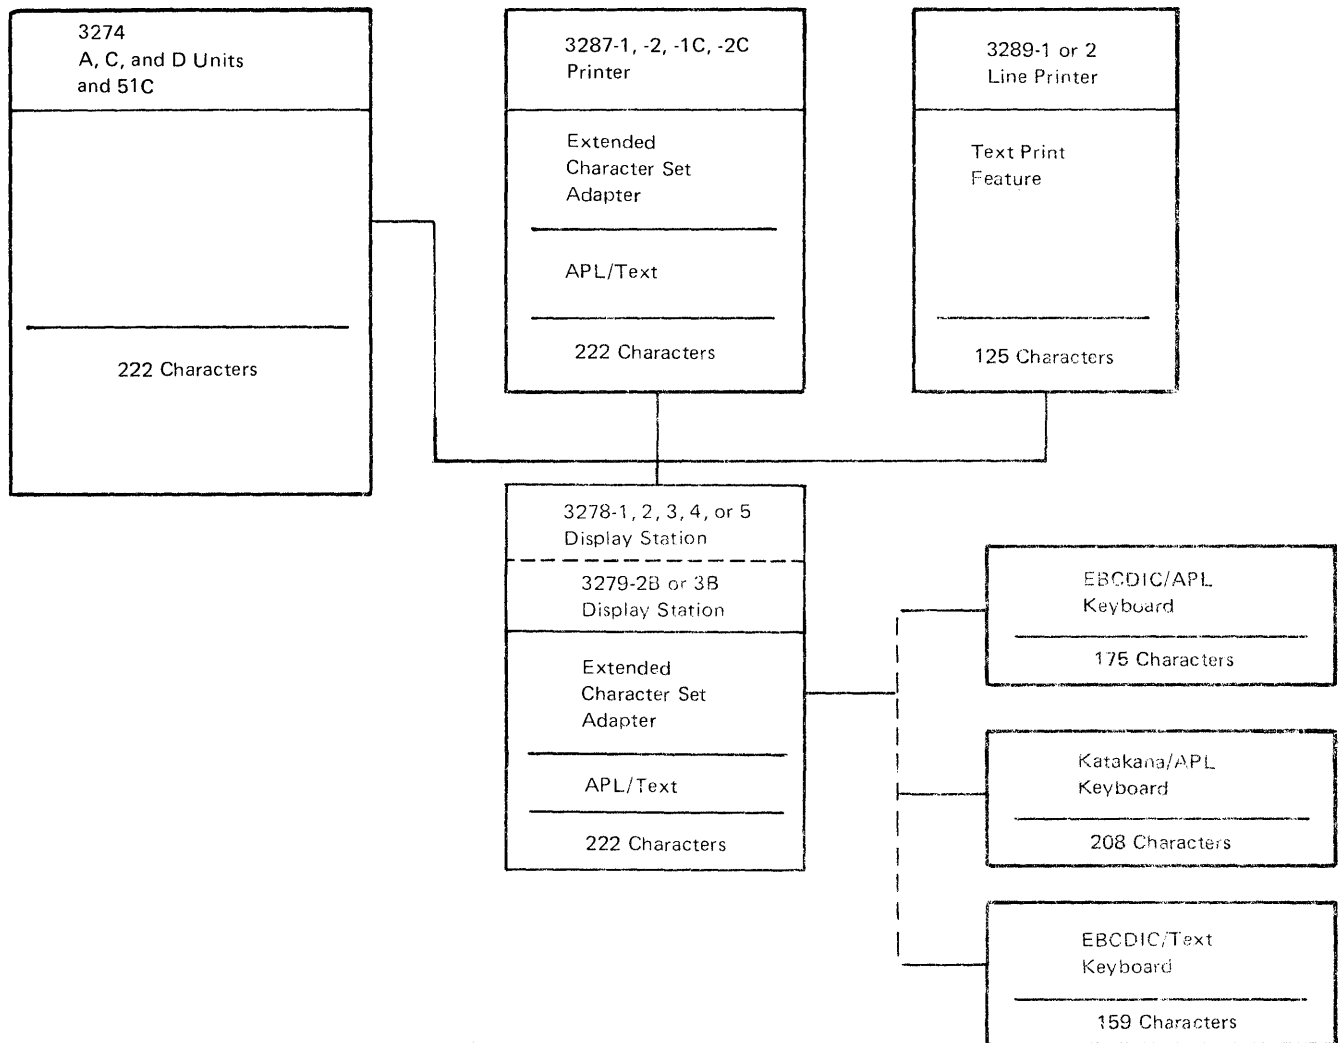 3274
A, C, and D Units
and 51C
222 Characters
3287-1, -2, -1C, -2C
Printer
Extended
Character Set
Adapter
APL/Text
222 Characters
3289-1 or 2
Line Printer
Text Print
Feature
125 Characters
3278-1, 2, 3, 4, or 5
Display Station
3279-2B or 3B
Display Station
Extended
Character Set
Adapter
APL/Text
222 Characters
EBCDIC/APL
Keyboard
175 Characters
Katakana/APL
Keyboard
208 Characters
EBCDIC/Text
Keyboard
159 Characters